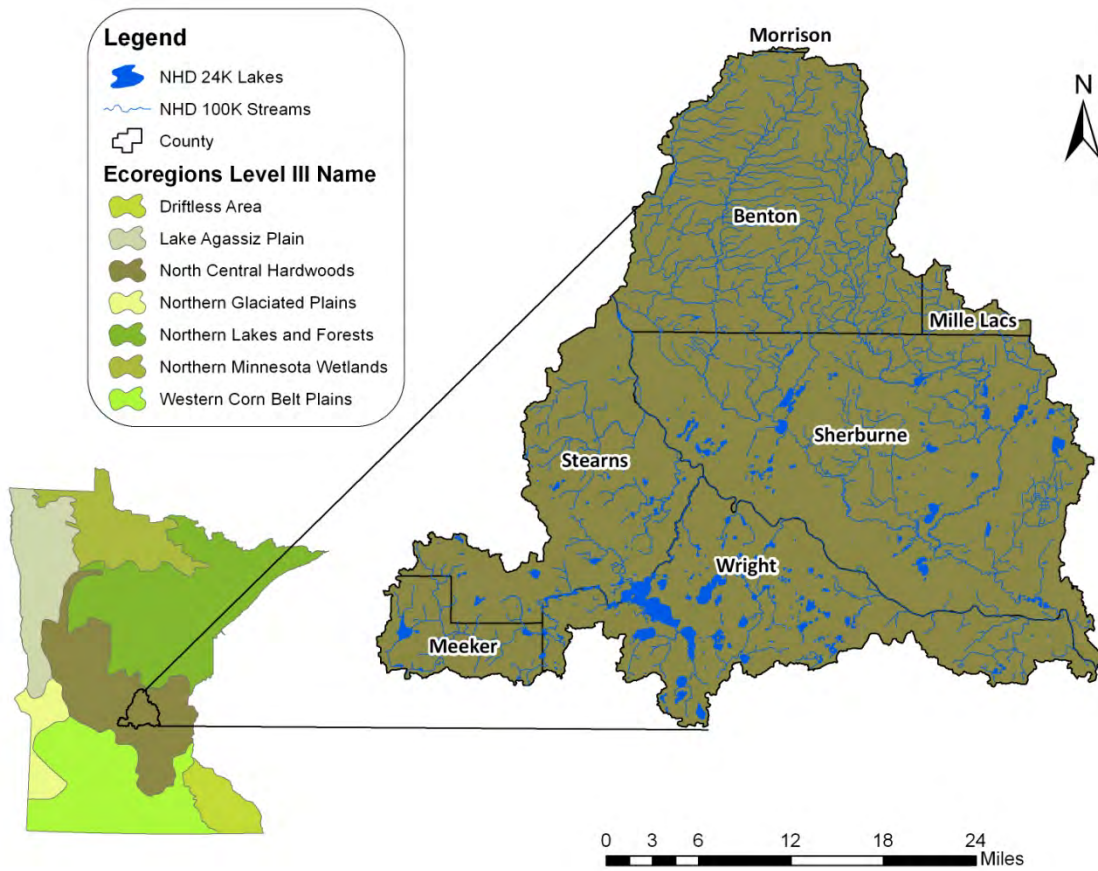 Legend
NHD 24K Lakes
NHD 100K Streams
County
Ecoregions Level III Name
Driftless Area
Lake Agassiz Plain
North Central Hardwoods
Northern Glaciated Plains
Northern Lakes and Forests
Northern Minnesota Wetlands
Western Corn Belt Plains
Morrison
N
Benton
Mille Lacs
Sherburne
Stearns
Wright
Meeker
0 3 6 12 18 24
Miles